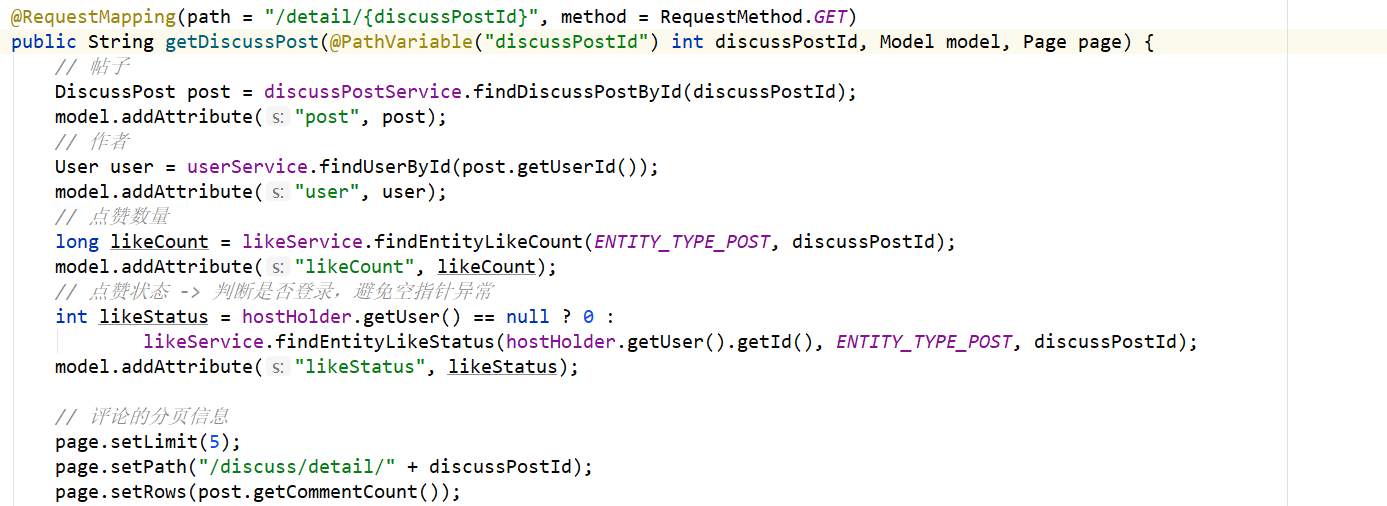 @RequestMapping(path = "/detail/{discussPostId}", method = RequestMethod.GET)
public String getDiscussPost(@PathVariable("discussPostId") int discussPostId, Model model, Page page) {
    // 帖子
    DiscussPost post = discussPostService.findDiscussPostById(discussPostId);
    model.addAttribute( s: "post", post);
    // 作者
    User user = userService.findUserById(post.getUserId());
    model.addAttribute( s: "user", user);
    // 点赞数量
    long likeCount = likeService.findEntityLikeCount(ENTITY_TYPE_POST, discussPostId);
    model.addAttribute( s: "likeCount", likeCount);
    // 点赞状态 -> 判断是否登录，避免空指针异常
    int likeStatus = hostHolder.getUser() == null ? 0 :
            likeService.findEntityLikeStatus(hostHolder.getUser().getId(), ENTITY_TYPE_POST, discussPostId);
    model.addAttribute( s: "likeStatus", likeStatus);
    // 评论的分页信息
    page.setLimit(5);
    page.setPath("/discuss/detail/" + discussPostId);
    page.setRows(post.getCommentCount());